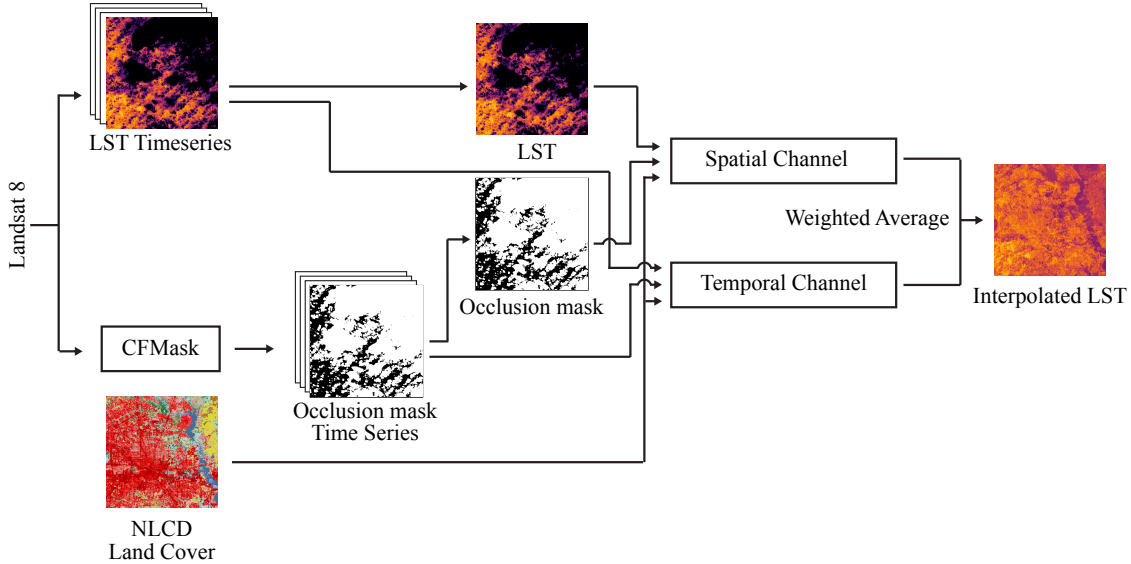 Landsat 8
LST Timeseries
LST
Spatial Channel
Weighted Average
Occlusion mask
Temporal Channel
Interpolated LST
CFMask
Occlusion mask
Time Series
NLCD
Land Cover